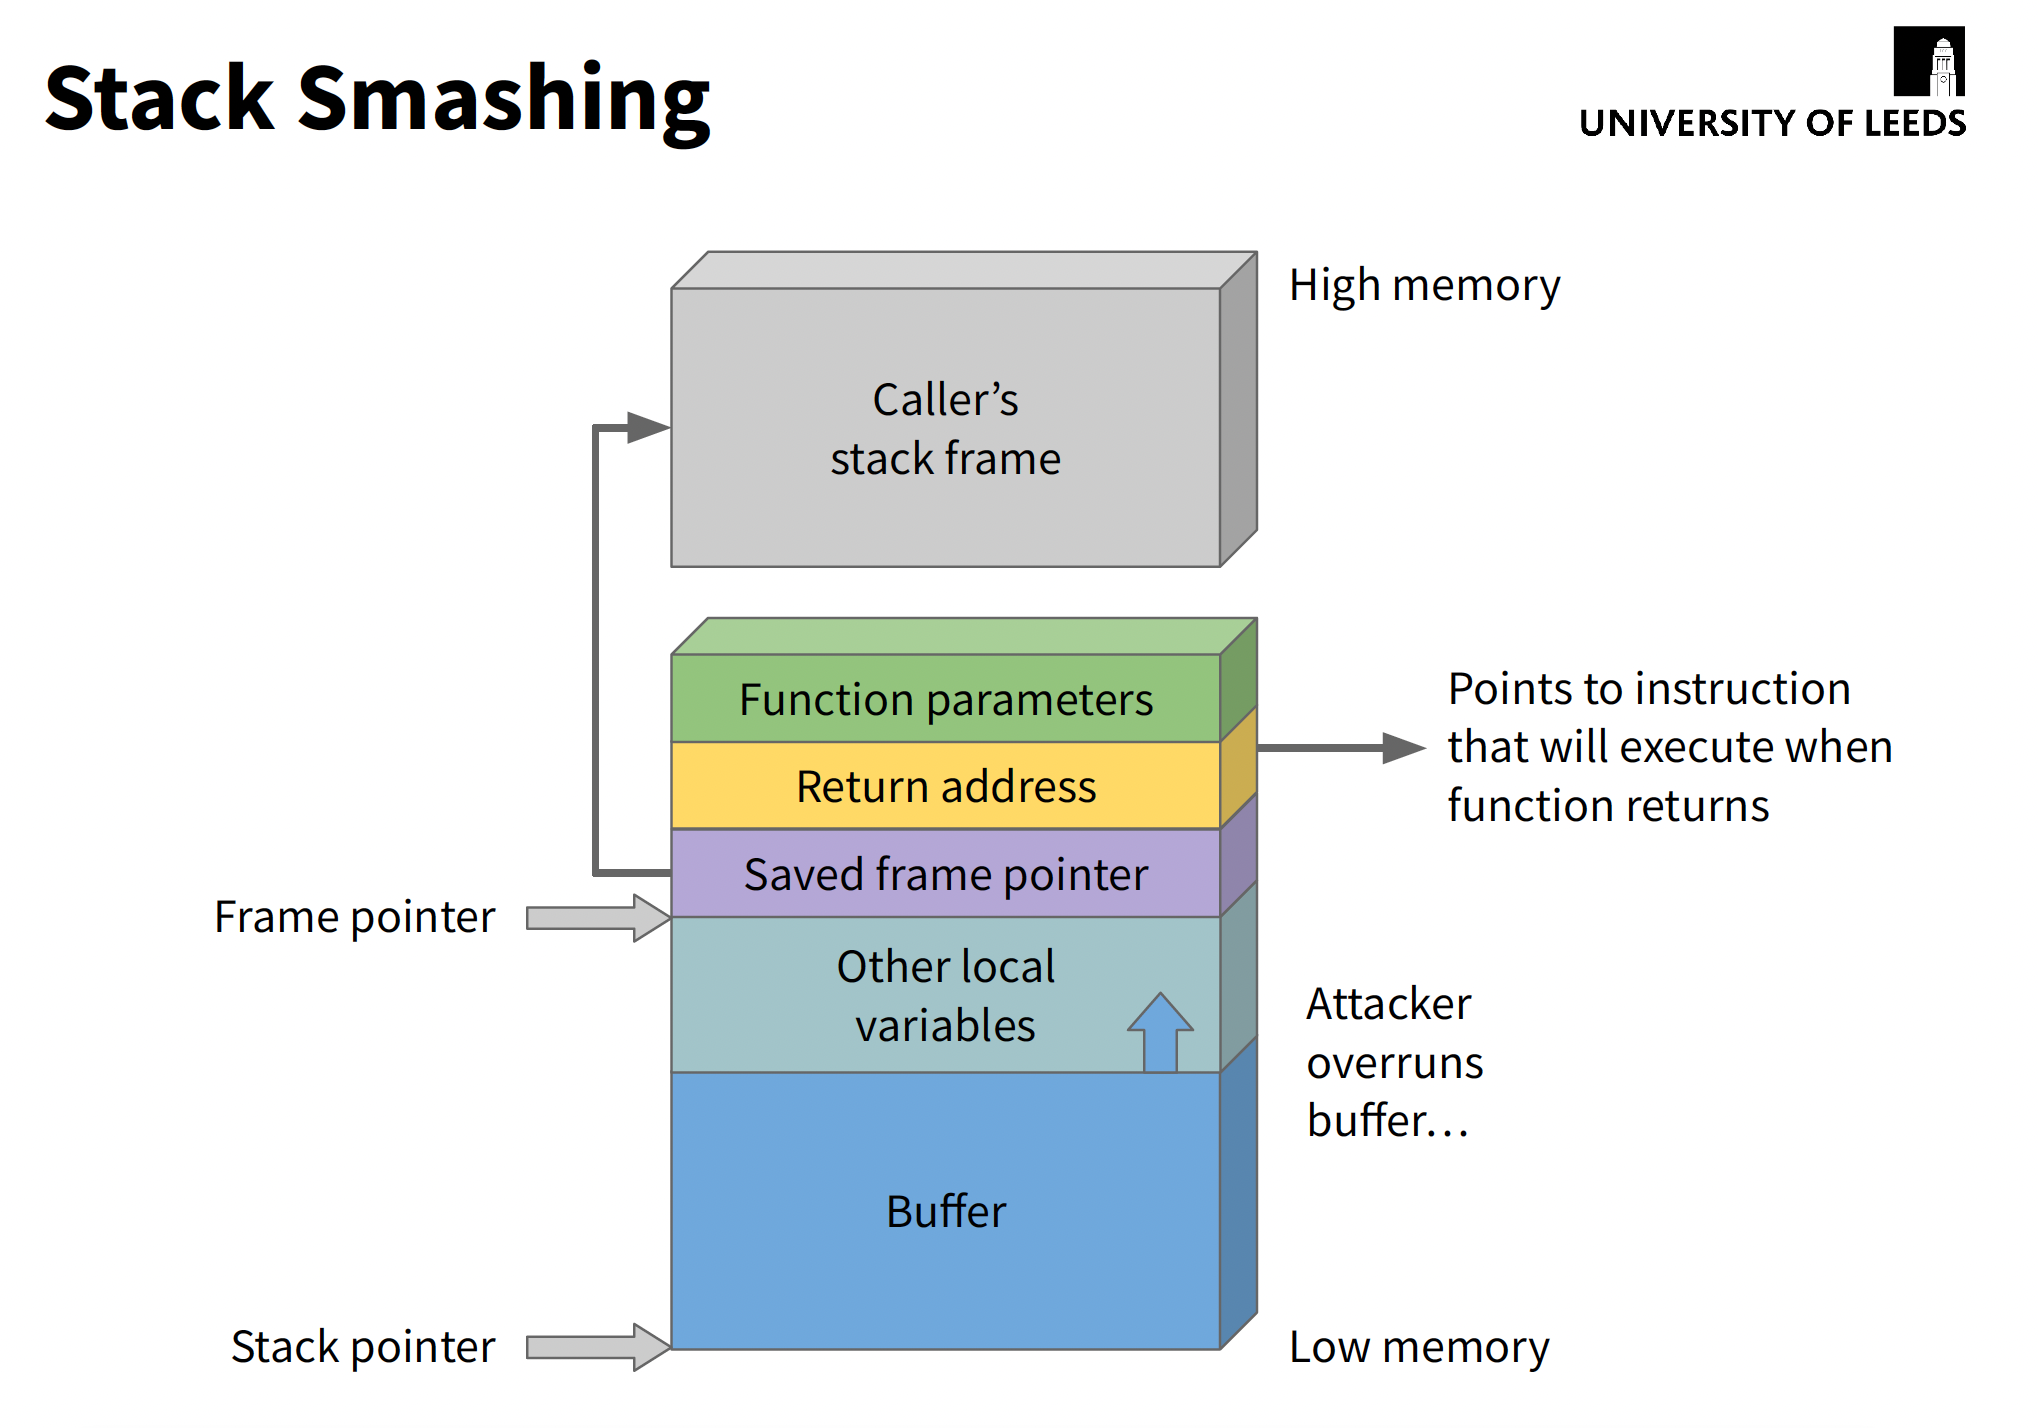 Stack Smashing
UNIVERSITY OF LEEDS
High memory
Caller’s
stack frame
Function parameters
Return address
Points to instruction
that will execute when
function returns
Saved frame pointer
Frame pointer
Other local
variables
Attacker
overruns
buffer…
Buffer
Stack pointer
Low memory